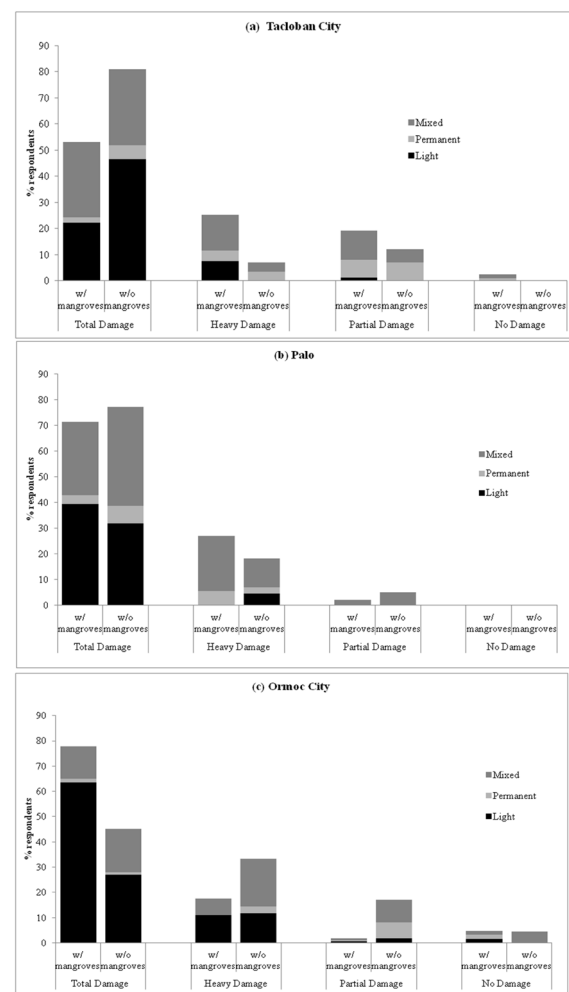 (a) Tacloban City
90
80
70
60
50
40
30
20
10
0
% respondents
Mixed
Permanent
Light
w/ mangroves
w/o mangroves
w/ mangroves
w/o mangroves
w/ mangroves
w/o mangroves
w/ mangroves
w/o mangroves
Total Damage
Heavy Damage
Partial Damage
No Damage
(b) Palo
90
80
70
60
50
40
30
20
10
0
% respondents
Mixed
Permanent
Light
w/ mangroves
w/o mangroves
w/ mangroves
w/o mangroves
w/ mangroves
w/o mangroves
w/ mangroves
w/o mangroves
Total Damage
Heavy Damage
Partial Damage
No Damage
(c) Ormoc City
90
80
70
60
50
40
30
20
10
0
% respondents
Mixed
Permanent
Light
w/ mangroves
w/o mangroves
w/ mangroves
w/o mangroves
w/ mangroves
w/o mangroves
w/ mangroves
w/o mangroves
Total Damage
Heavy Damage
Partial Damage
No Damage